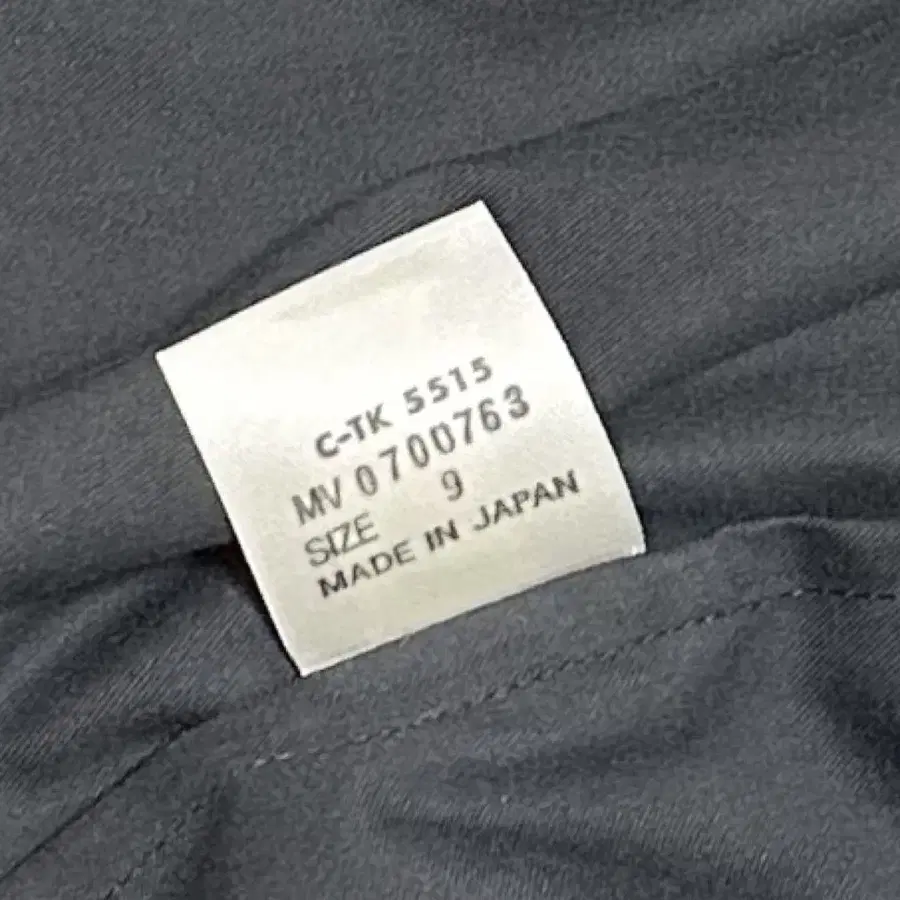 C-TK 5515
MV 0700763
SIZE 9
MADE IN JAPAN